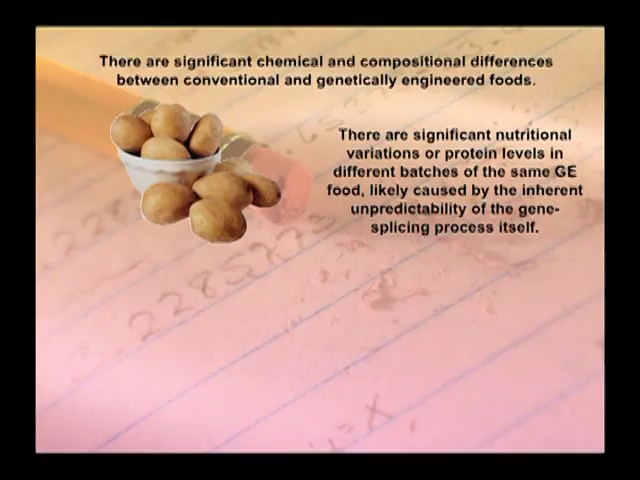 There are significant chemical and compositional differences
between conventional and genetically engineered foods.
There are significant nutritional
variations or protein levels in
different batches of the same GE
food, likely caused by the inherent
unpredictability of the gene-
splicing process itself.
2285273
y=x